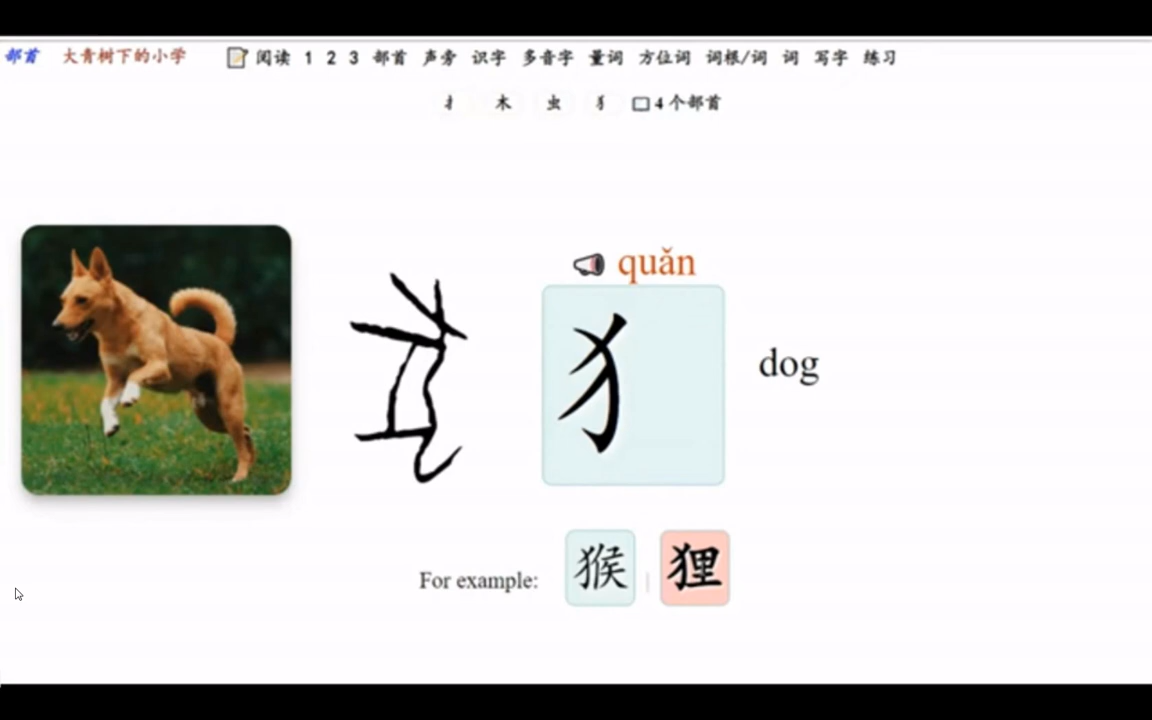 部首 大青树下的小学 阅读 1 2 3 部首 声旁 识字 多音字 量词 方位词 词根/词 词 写字 练习
扌 木 虫 犭 4个部首
quǎn
犭
dog
For example: 猴 | 狸